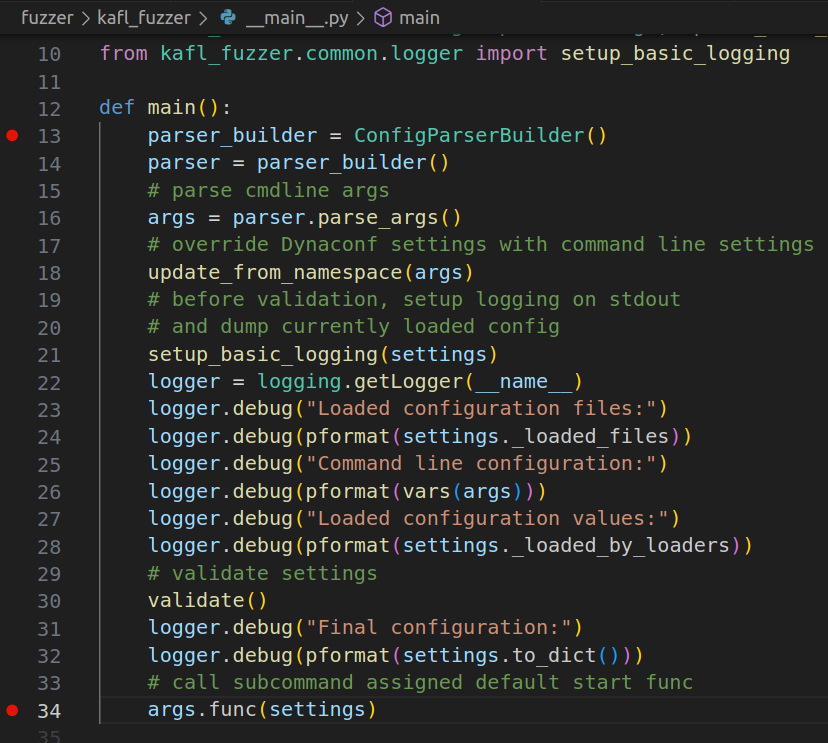 fuzzer > kafl_fuzzer > __main__.py > main
10 from kafl_fuzzer.common.logger import setup_basic_logging
11
12 def main():
13     parser_builder = ConfigParserBuilder()
14     parser = parser_builder()
15     # parse cmdline args
16     args = parser.parse_args()
17     # override Dynaconf settings with command line settings
18     update_from_namespace(args)
19     # before validation, setup logging on stdout
20     # and dump currently loaded config
21     setup_basic_logging(settings)
22     logger = logging.getLogger(__name__)
23     logger.debug("Loaded configuration files:")
24     logger.debug(pformat(settings._loaded_files))
25     logger.debug("Command line configuration:")
26     logger.debug(pformat(vars(args)))
27     logger.debug("Loaded configuration values:")
28     logger.debug(pformat(settings._loaded_by_loaders))
29     # validate settings
30     validate()
31     logger.debug("Final configuration:")
32     logger.debug(pformat(settings.to_dict()))
33     # call subcommand assigned default start func
34     args.func(settings)
35